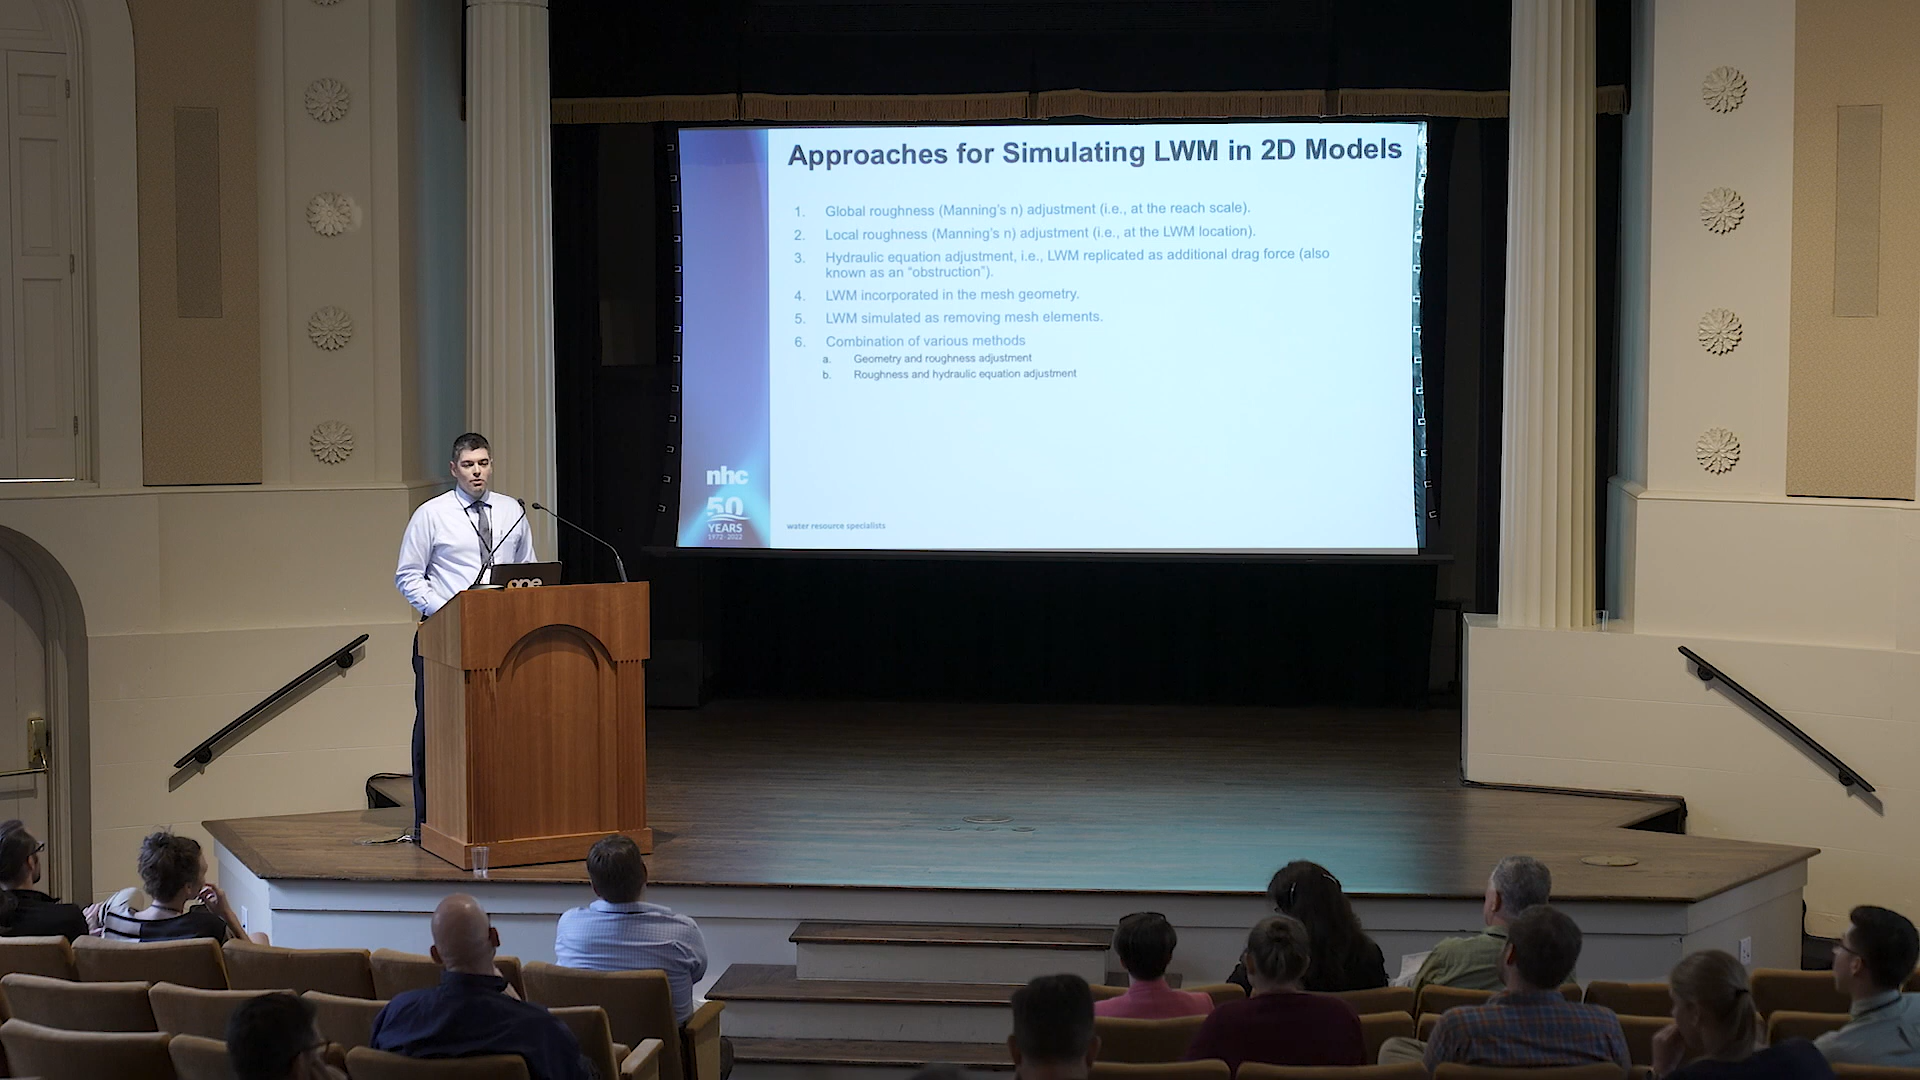 Approaches for Simulating LWM in 2D Models
1. Global roughness (Manning's n) adjustment (i.e., at the reach scale).
2. Local roughness (Manning's n) adjustment (i.e., at the LWM location).
3. Hydraulic equation adjustment, i.e., LWM replicated as additional drag force (also
known as an "obstruction").
4. LWM incorporated in the mesh geometry.
5. LWM simulated as removing mesh elements.
6. Combination of various methods
a. Geometry and roughness adjustment
b. Roughness and hydraulic equation adjustment
nhc
50
YEARS
1972-2022
water resource specialists